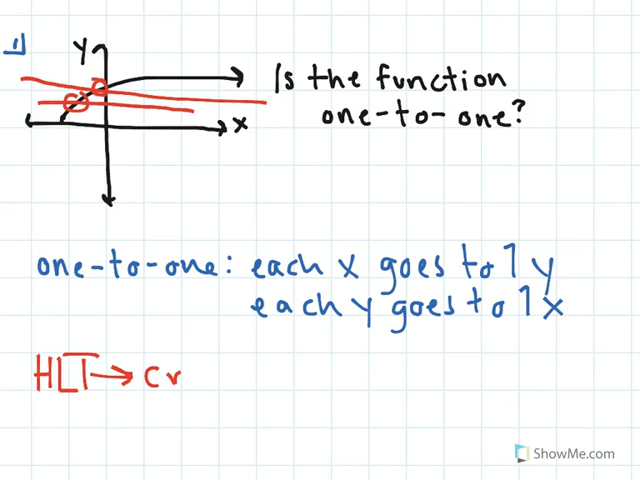 1)
y
x
Is the function
one-to-one?
one-to-one: each x goes to 1 y
each y goes to 1 x
HLT→ cr
ShowMe.com